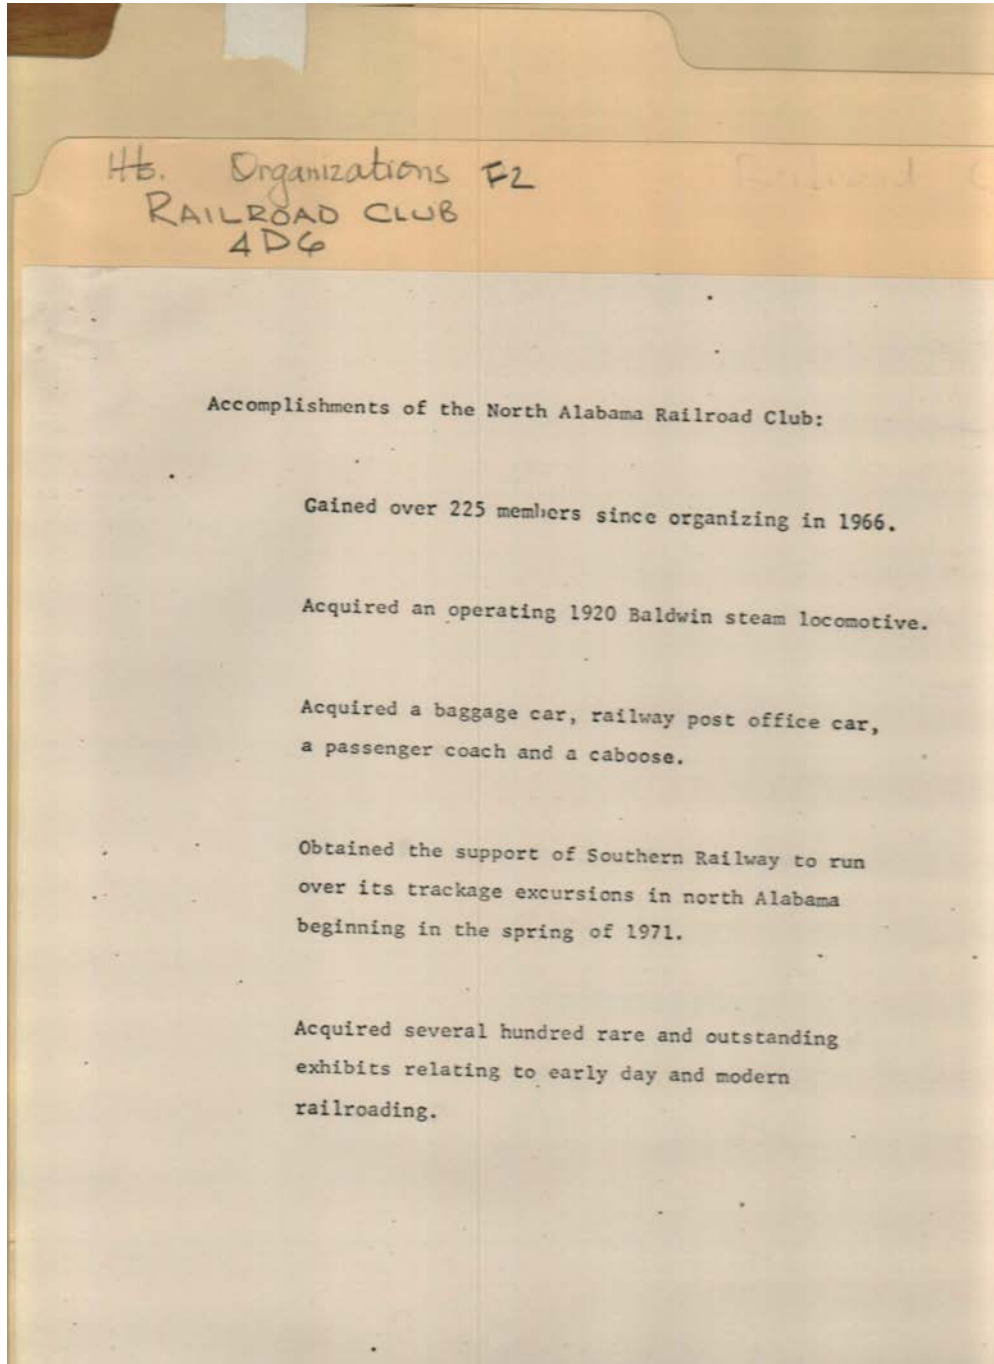 Hts. Organizations F2
RAILROAD CLUB
4D6
Accomplishments of the North Alabama Railroad Club:
Gained over 225 members since organizing in 1966.
Acquired an operating 1920 Baldwin steam locomotive.
Acquired a baggage car, railway post office car,
a passenger coach and a caboose.
Obtained the support of Southern Railway to run
over its trackage excursions in north Alabama
beginning in the spring of 1971.
Acquired several hundred rare and outstanding
exhibits relating to early day and modern
railroading.